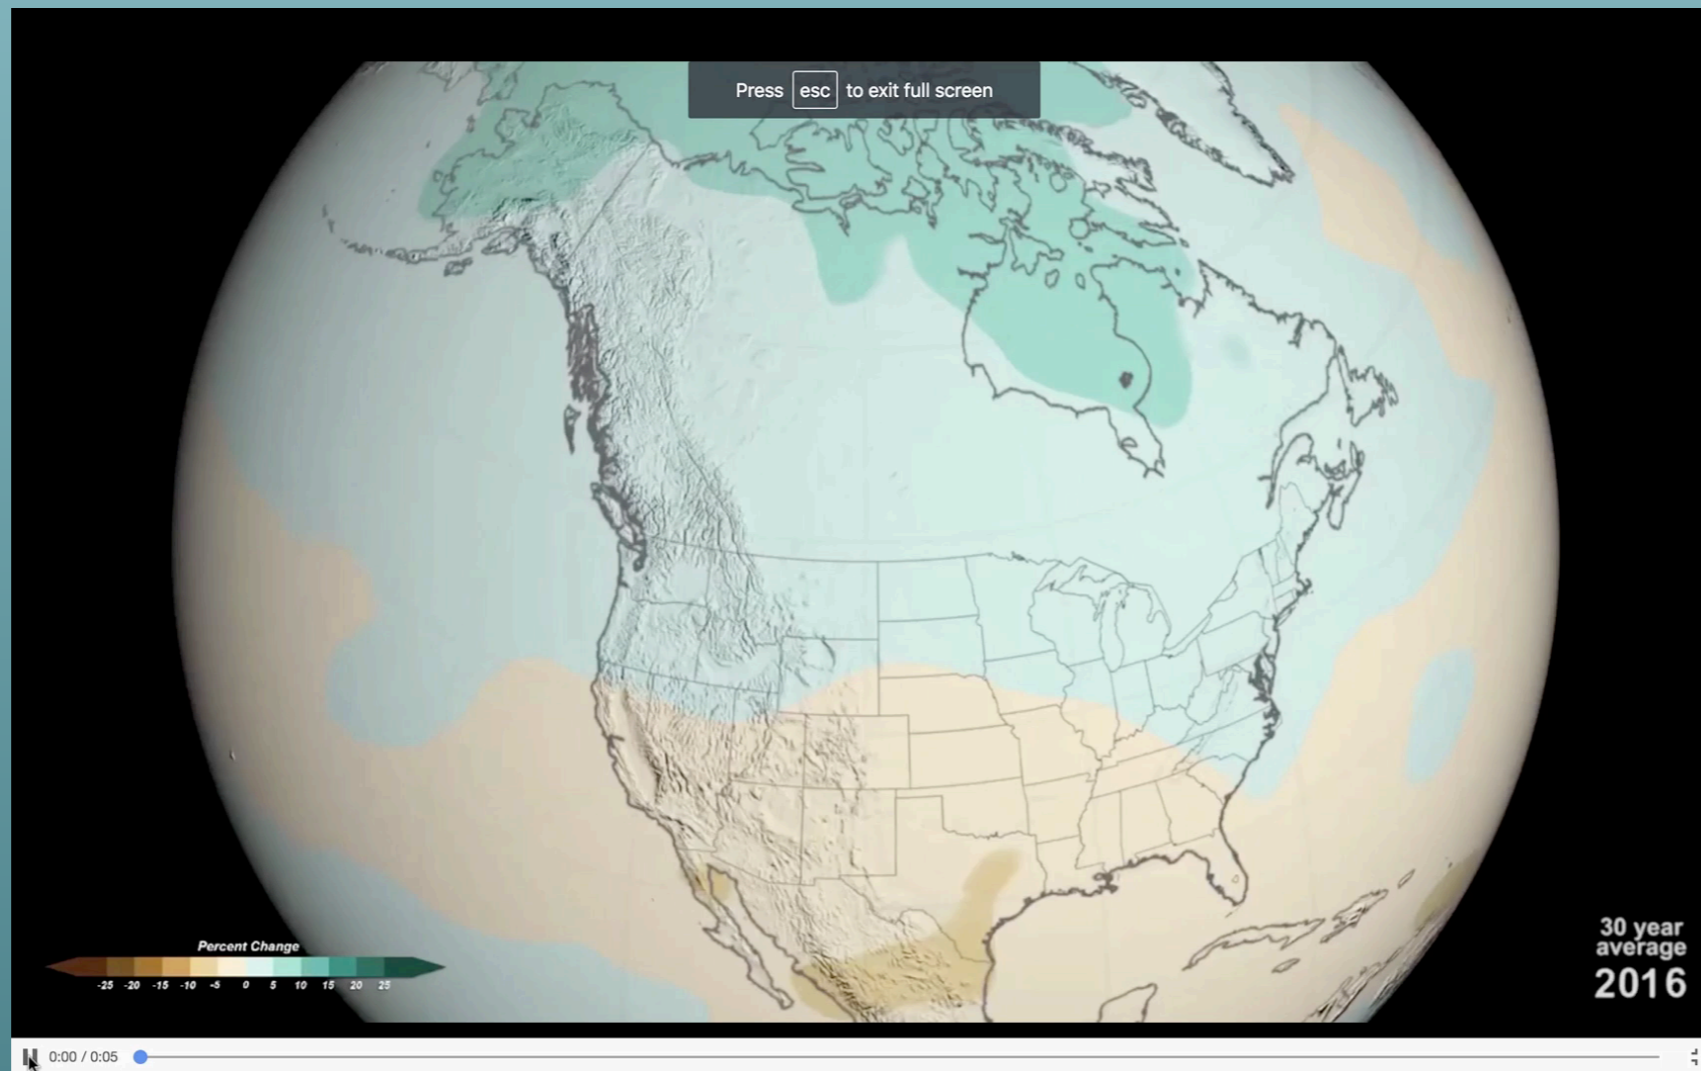 Press esc to exit full screen
Percent Change
-25 -20 -15 -10 -5 0 5 10 15 20 25
30 year
average
2016
0:00 / 0:05